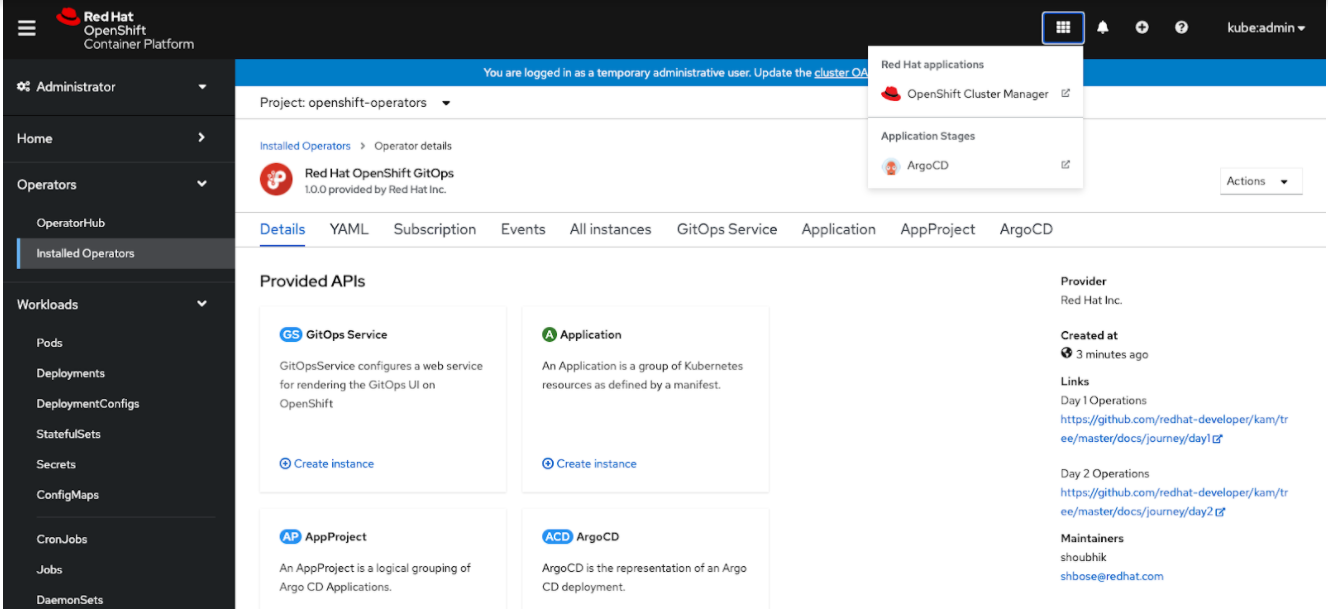 Red Hat
OpenShift
Container Platform
kube:admin
Administrator
Home
Operators
OperatorHub
Installed Operators
Workloads
Pods
Deployments
DeploymentConfigs
StatefulSets
Secrets
ConfigMaps
CronJobs
Jobs
DaemonSets
You are logged in as a temporary administrative user. Update the cluster OA
Red Hat applications
OpenShift Cluster Manager
Application Stages
ArgoCD
Project: openshift-operators
Installed Operators > Operator details
Red Hat OpenShift GitOps
1.0.0 provided by Red Hat Inc.
Actions
Details YAML Subscription Events All instances GitOps Service Application AppProject ArgoCD
Provided APIs
GS GitOps Service
GitOpsService configures a web service
for rendering the GitOps UI on
OpenShift
Create instance
A Application
An Application is a group of Kubernetes
resources as defined by a manifest.
Create instance
AP AppProject
An AppProject is a logical grouping of
Argo CD Applications.
ACD ArgoCD
ArgoCD is the representation of an Argo
CD deployment.
Provider
Red Hat Inc.
Created at
3 minutes ago
Links
Day 1 Operations
https://github.com/redhat-developer/kam/tr
ee/master/docs/journey/day1
Day 2 Operations
https://github.com/redhat-developer/kam/tr
ee/master/docs/journey/day2
Maintainers
shoubhik
shbose@redhat.com